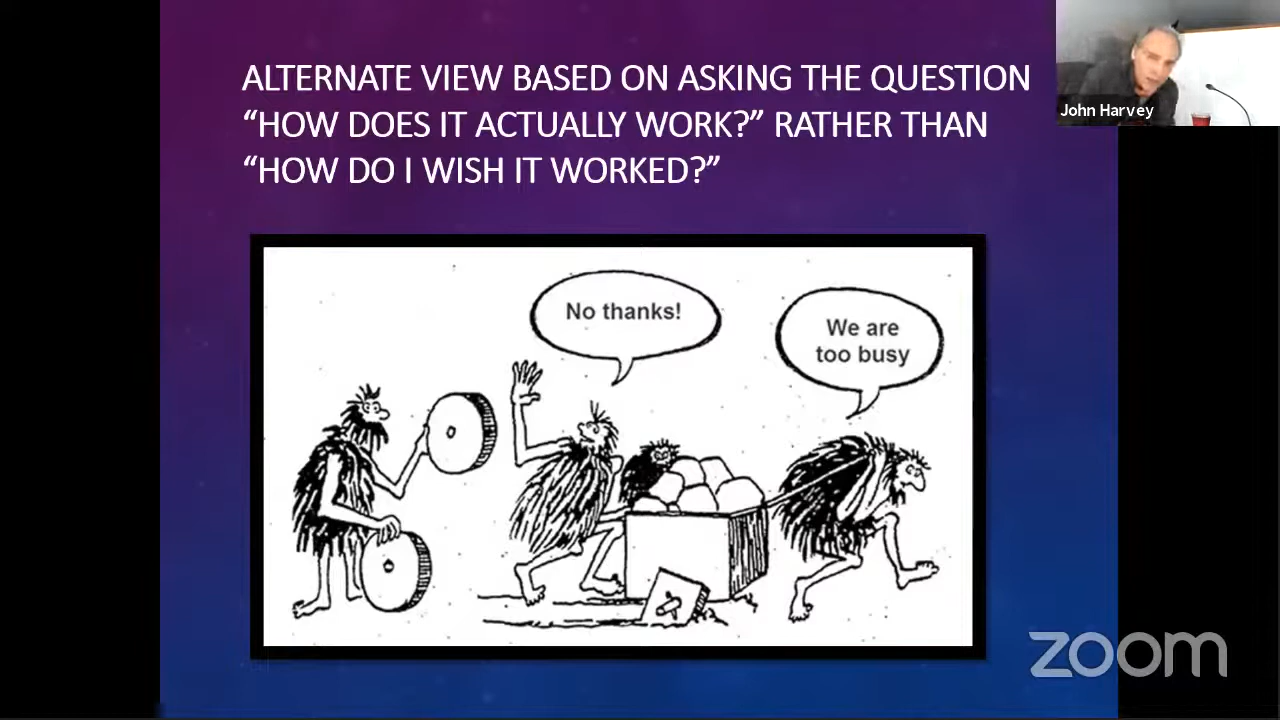 ALTERNATE VIEW BASED ON ASKING THE QUESTION
“HOW DOES IT ACTUALLY WORK?” RATHER THAN
“HOW DO I WISH IT WORKED?”
John Harvey
No thanks!
We are
too busy
zoom